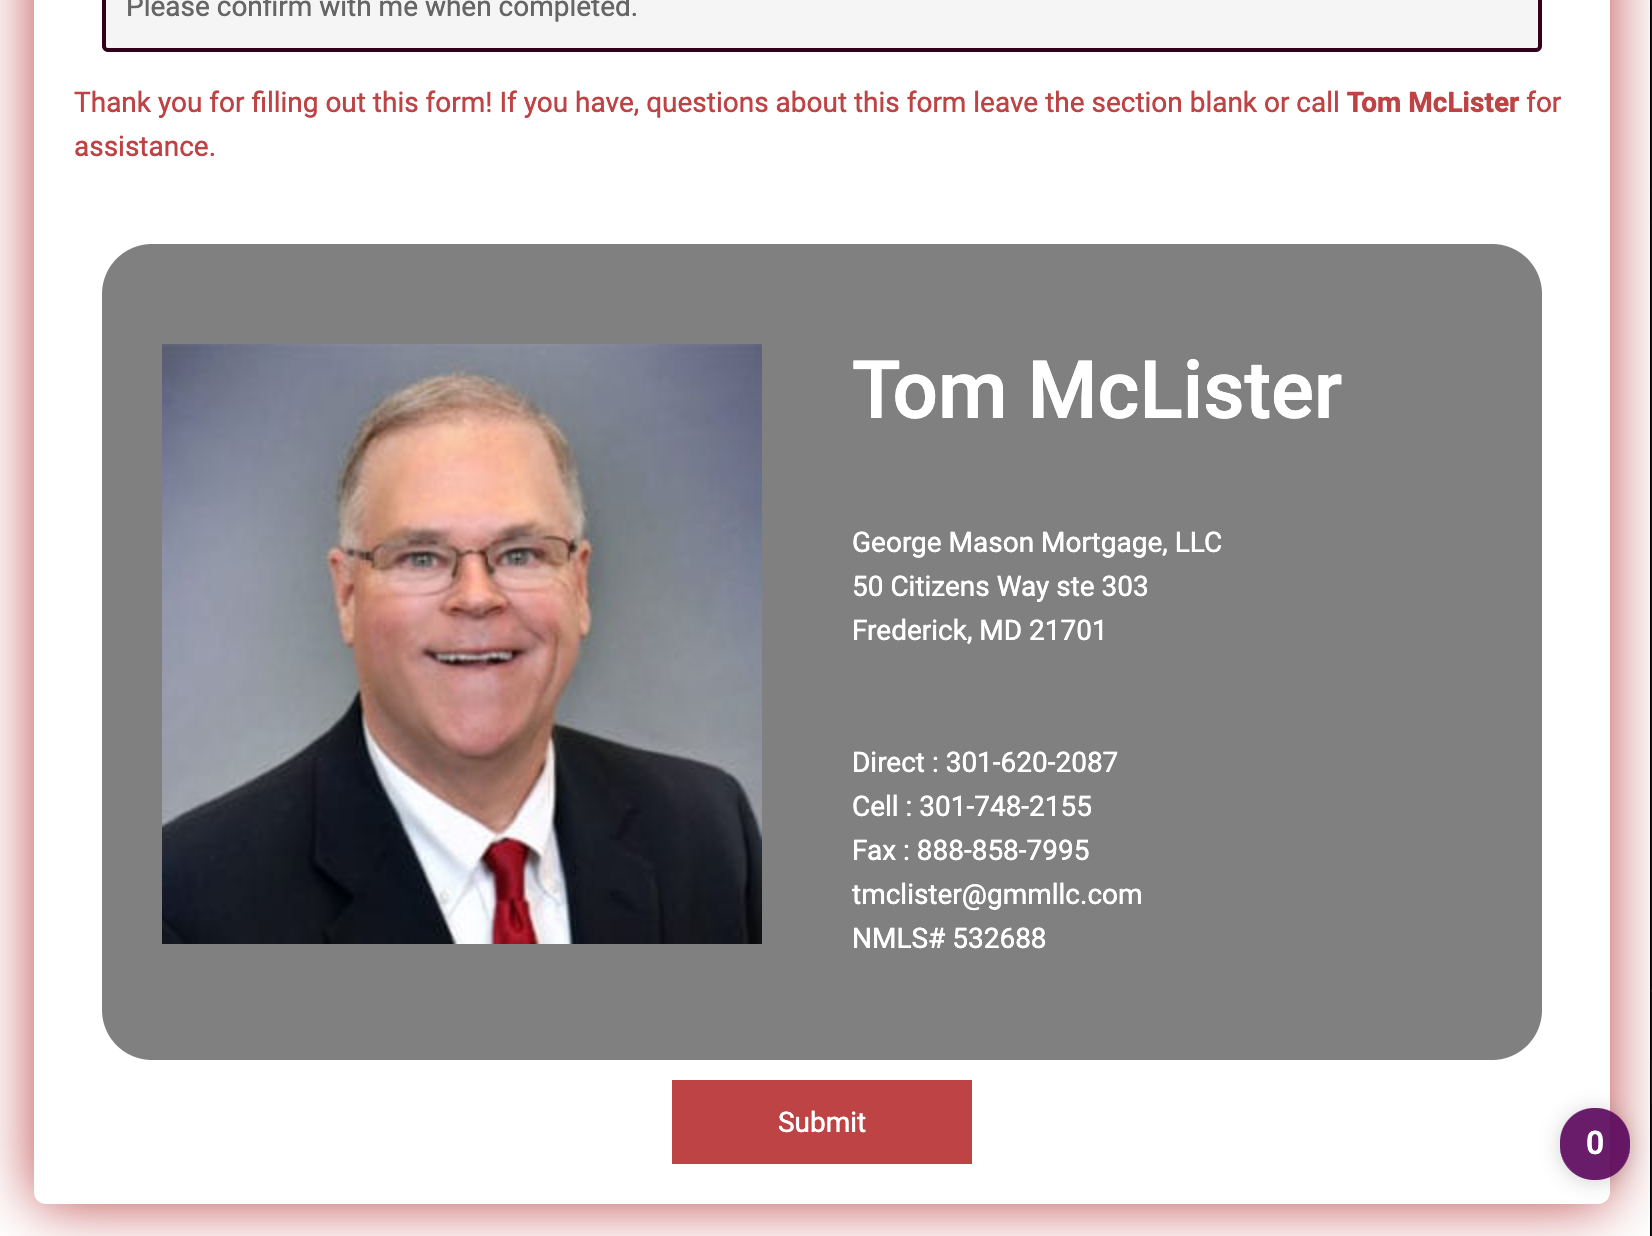 Please confirm with me when completed.
Thank you for filling out this form! If you have, questions about this form leave the section blank or call Tom McLister for
assistance.
Tom McLister
George Mason Mortgage, LLC
50 Citizens Way ste 303
Frederick, MD 21701
Direct : 301-620-2087
Cell : 301-748-2155
Fax : 888-858-7995
tmclister@gmmllc.com
NMLS# 532688
Submit
0